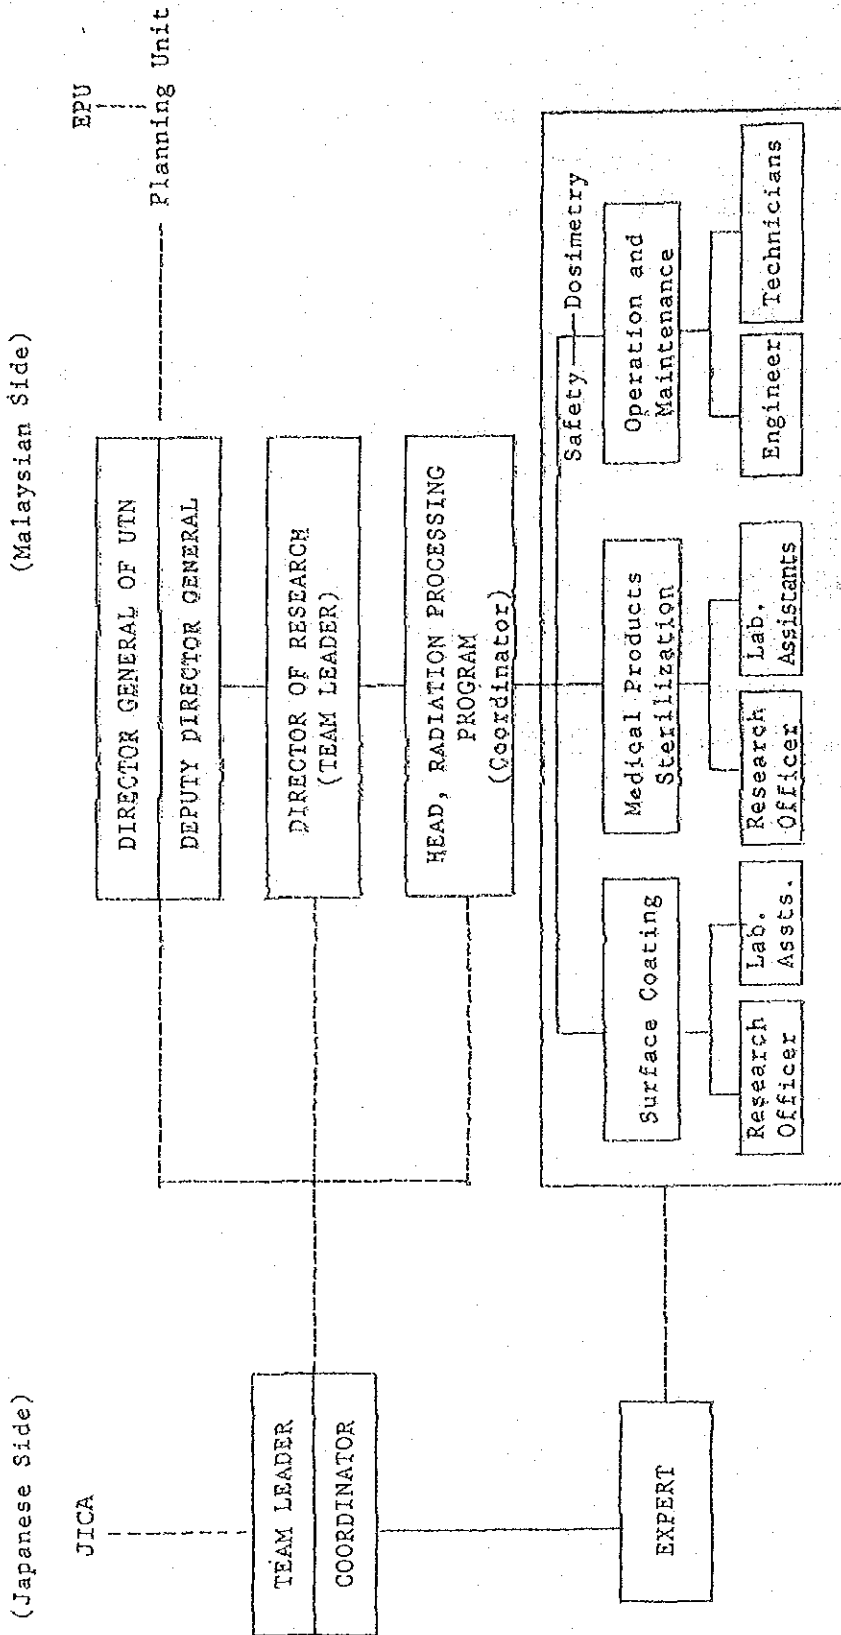 (Japanese Side)
(Malaysian Side)
JICA
EPU
Planning Unit
TEAM LEADER
COORDINATOR
EXPERT
DIRECTOR GENERAL OF UTN
DEPUTY DIRECTOR GENERAL
DIRECTOR OF RESEARCH
(TEAM LEADER)
HEAD, RADIATION PROCESSING
PROGRAM
(Coordinator)
Safety
Dosimetry
Surface Coating
Medical Products
Sterilization
Operation and
Maintenance
Research
Officer
Lab.
Assts.
Research
Officer
Lab.
Assistants
Engineer
Technicians